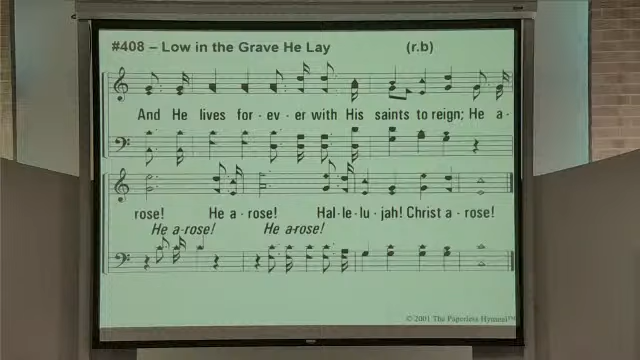 #408 – Low in the Grave He Lay (r.b)
And He lives for - ev - er with His saints to reign; He a-
rose! He a - rose! Hal - le - lu - jah! Christ a - rose!
He a-rose! He a-rose!
© 2001 The Paperless Hymnal™